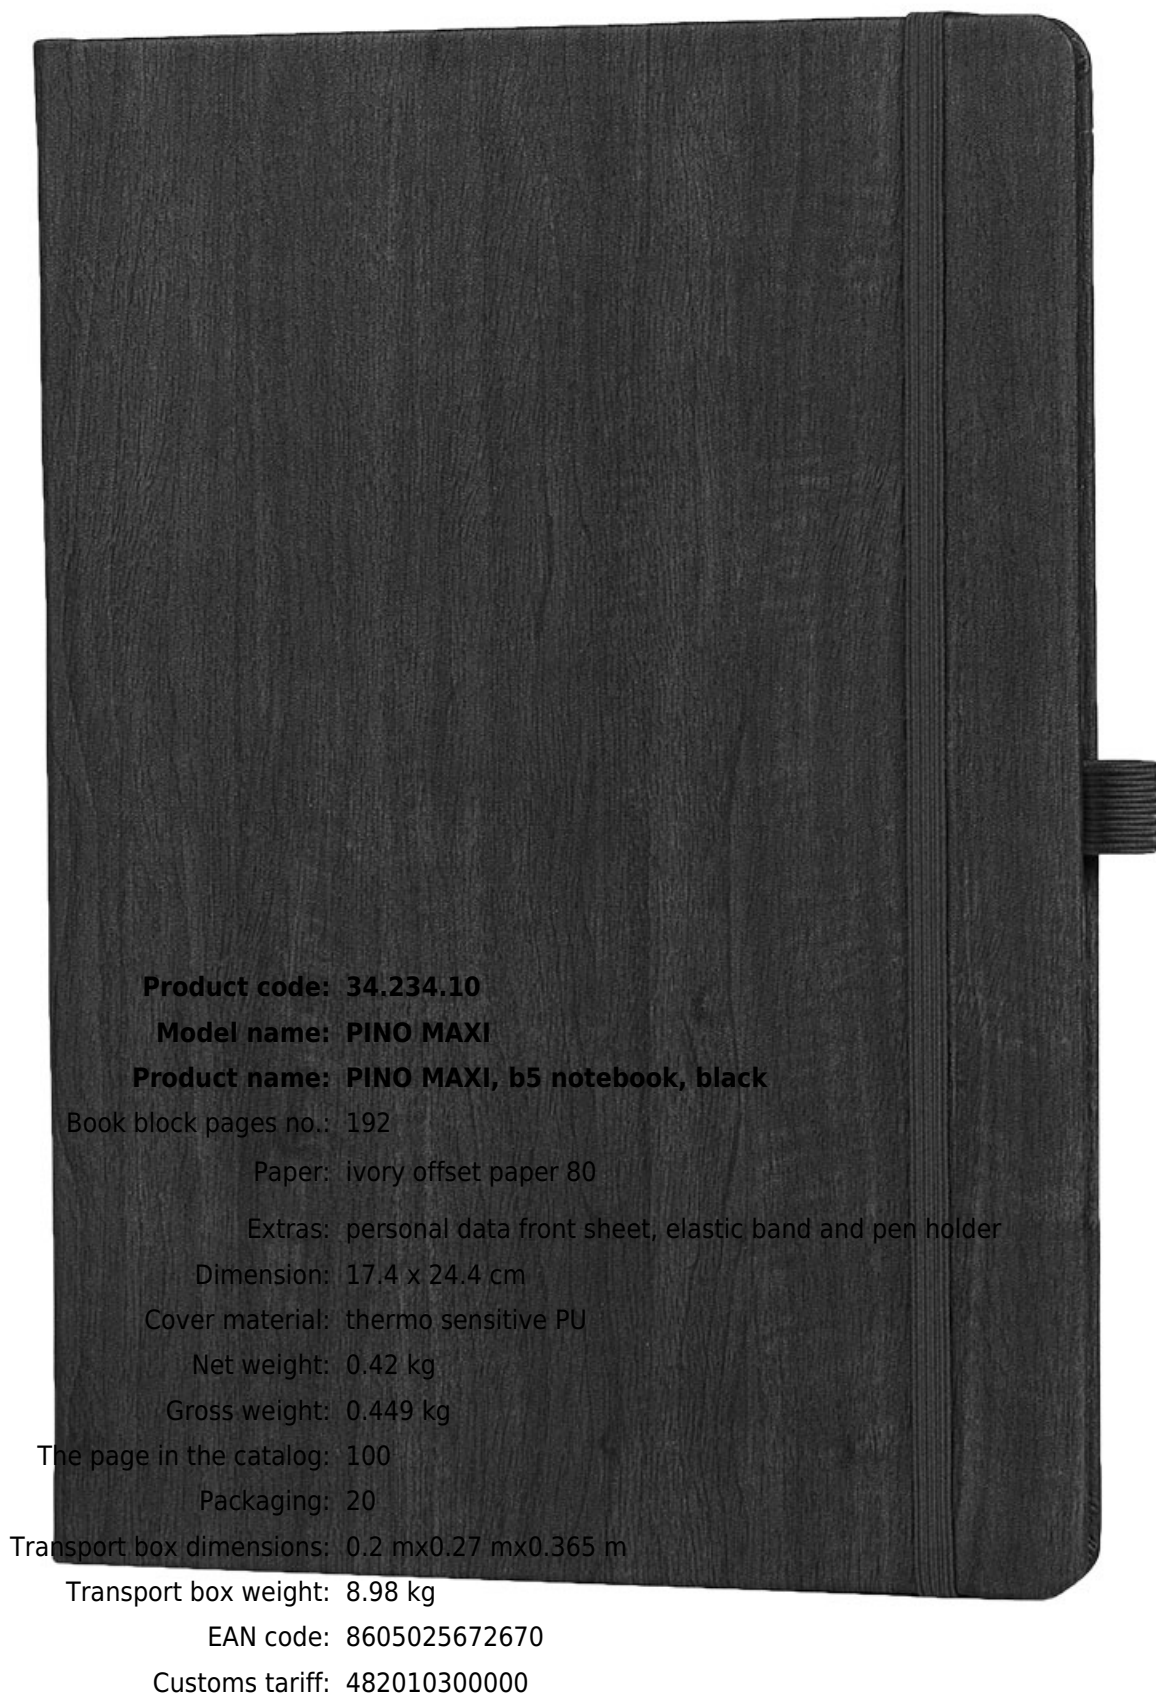 Product code: 34.234.10
Model name: PINO MAXI
Product name: PINO MAXI, b5 notebook, black
Book block pages no.: 192
Paper: ivory offset paper 80
Extras: personal data front sheet, elastic band and pen holder
Dimension: 17.4 x 24.4 cm
Cover material: thermo sensitive PU
Net weight: 0.42 kg
Gross weight: 0.449 kg
The page in the catalog: 100
Packaging: 20
Transport box dimensions: 0.2 mx0.27 mx0.365 m
Transport box weight: 8.98 kg
EAN code: 8605025672670
Customs tariff: 482010300000